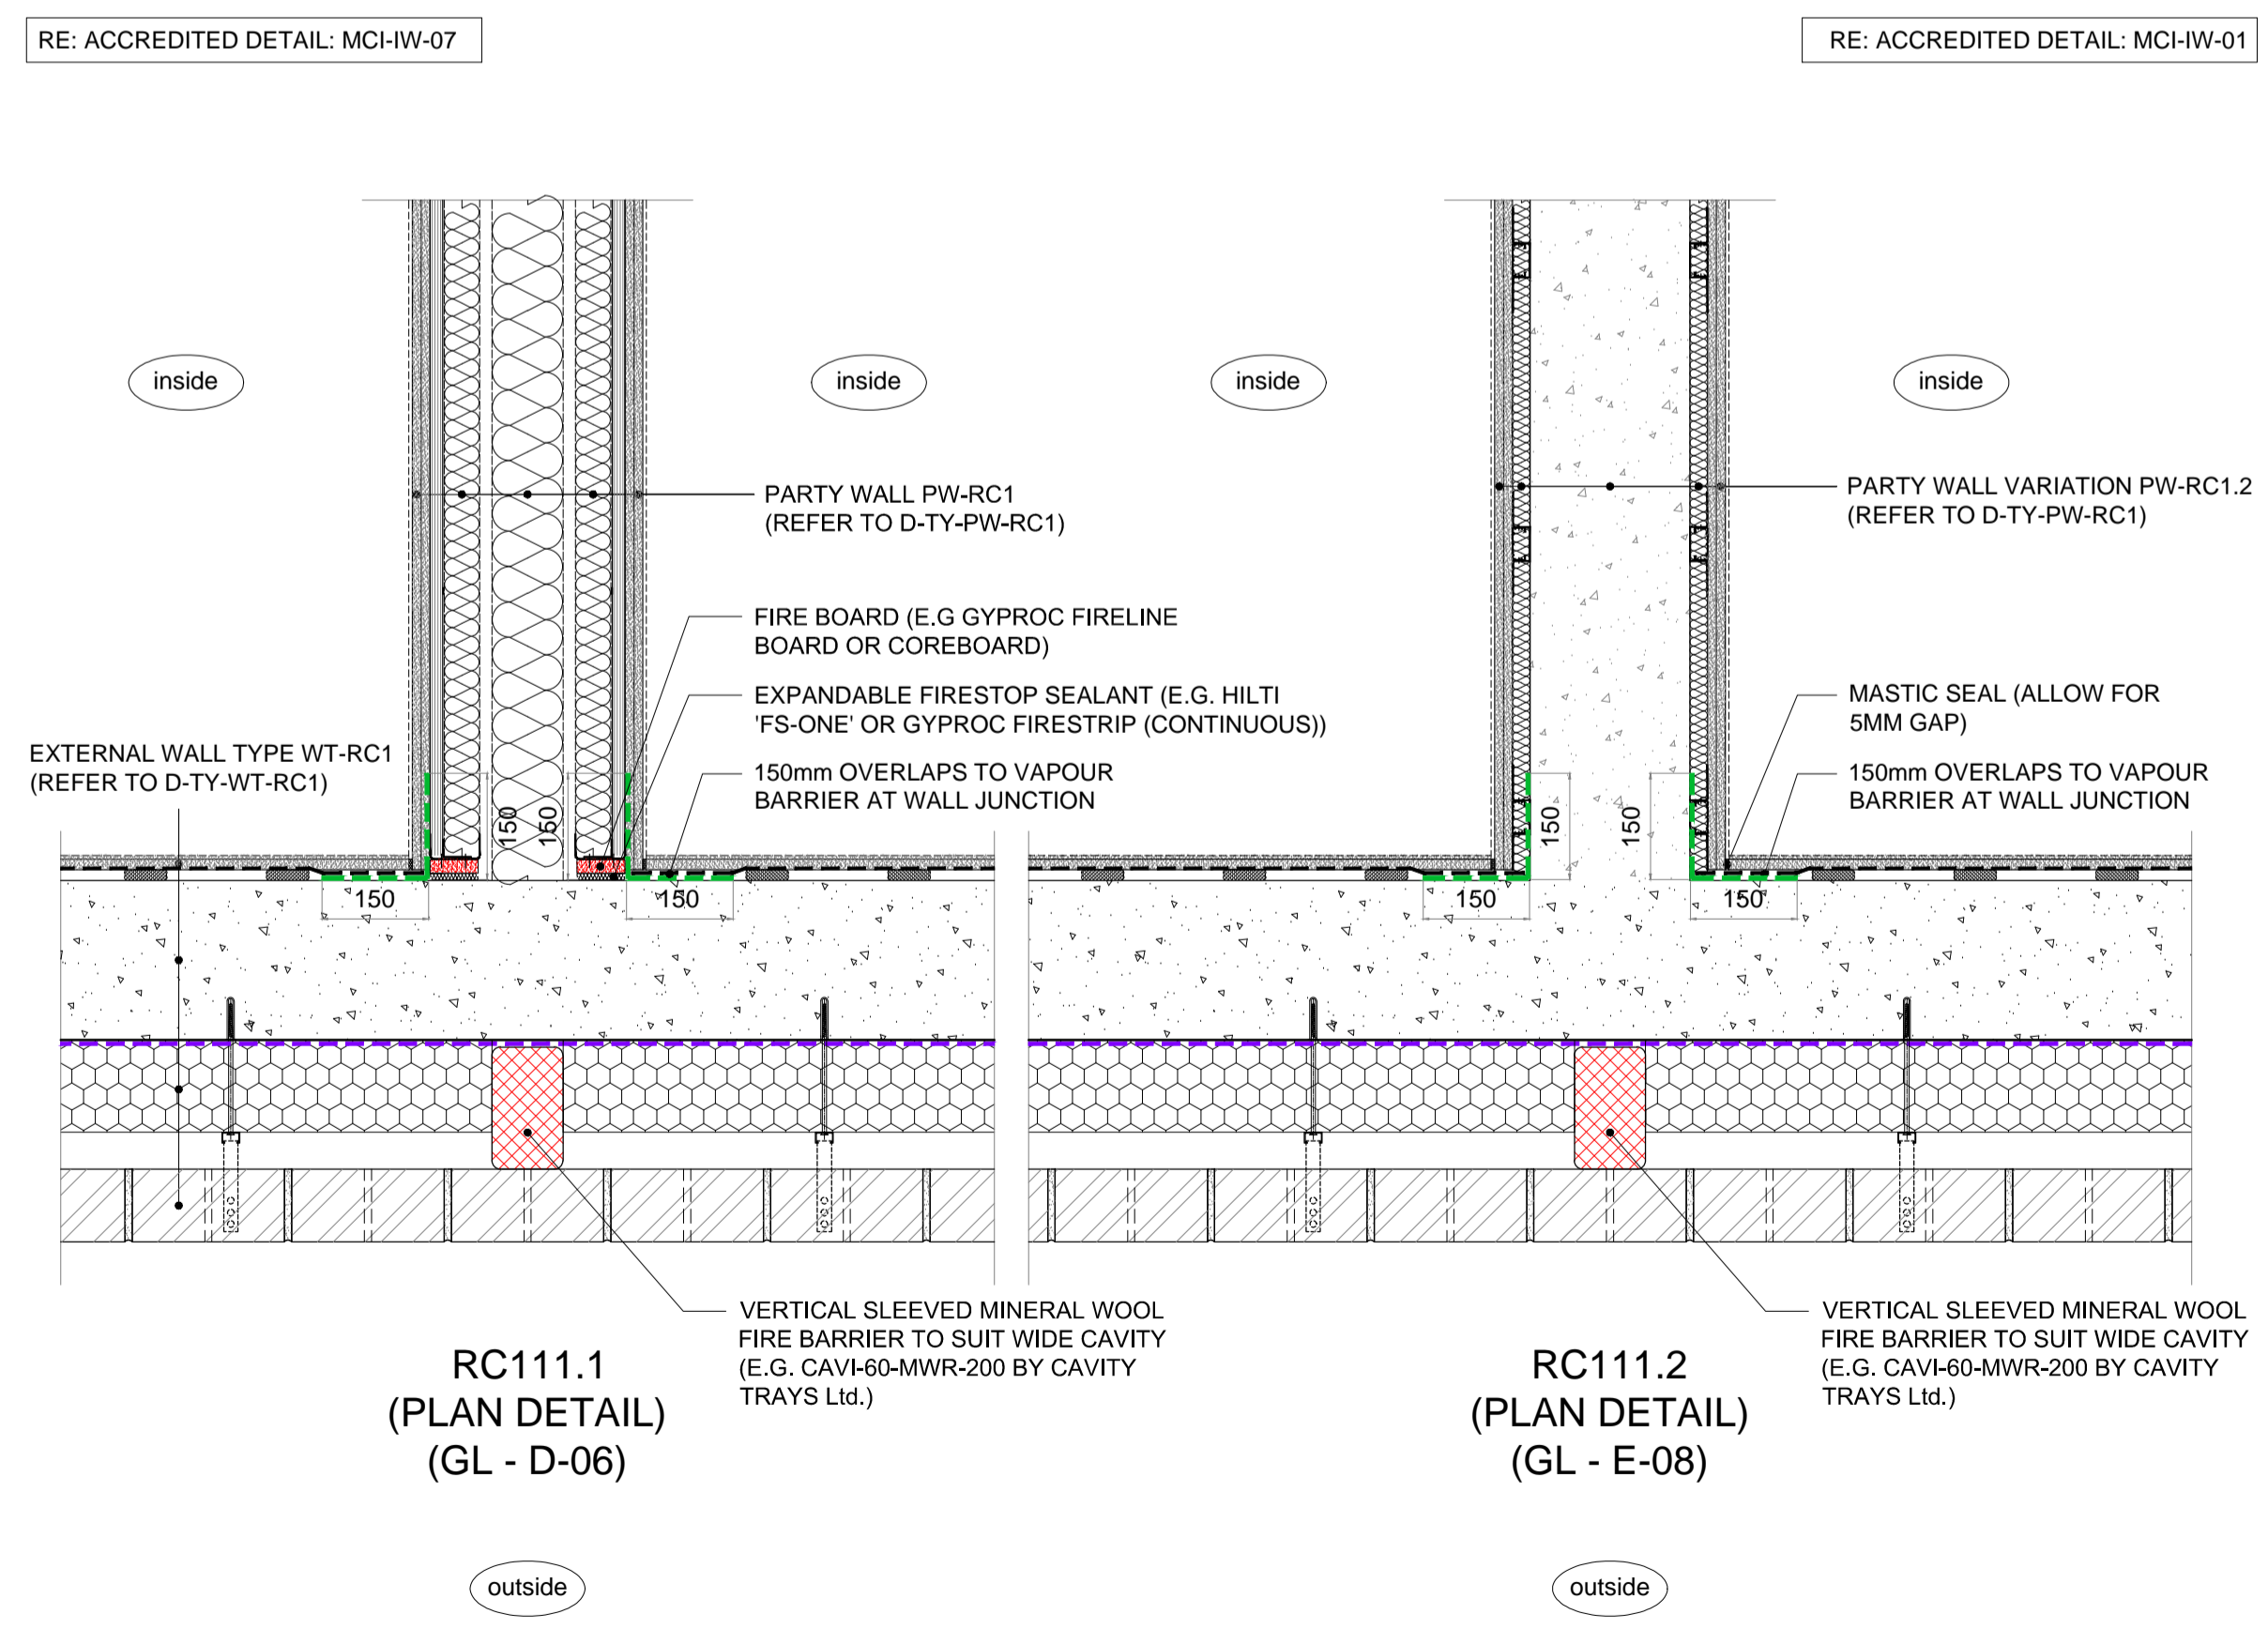 RE: ACCREDITED DETAIL: MCI-IW-07
RE: ACCREDITED DETAIL: MCI-IW-01
inside
inside
inside
inside
PARTY WALL PW-RC1
(REFER TO D-TY-PW-RC1)
FIRE BOARD (E.G GYPROC FIRELINE
BOARD OR COREBOARD)
EXPANDABLE FIRESTOP SEALANT (E.G. HILTI
'FS-ONE' OR GYPROC FIRESTRIP (CONTINUOUS))
150mm OVERLAPS TO VAPOUR
BARRIER AT WALL JUNCTION
EXTERNAL WALL TYPE WT-RC1
(REFER TO D-TY-WT-RC1)
150
150
150
150
PARTY WALL VARIATION PW-RC1.2
(REFER TO D-TY-PW-RC1)
MASTIC SEAL (ALLOW FOR
5MM GAP)
150mm OVERLAPS TO VAPOUR
BARRIER AT WALL JUNCTION
150
150
150
150
VERTICAL SLEEVED MINERAL WOOL
FIRE BARRIER TO SUIT WIDE CAVITY
(E.G. CAVI-60-MWR-200 BY CAVITY
TRAYS Ltd.)
RC111.1
(PLAN DETAIL)
(GL - D-06)
VERTICAL SLEEVED MINERAL WOOL
FIRE BARRIER TO SUIT WIDE CAVITY
(E.G. CAVI-60-MWR-200 BY CAVITY
TRAYS Ltd.)
RC111.2
(PLAN DETAIL)
(GL - E-08)
outside
outside